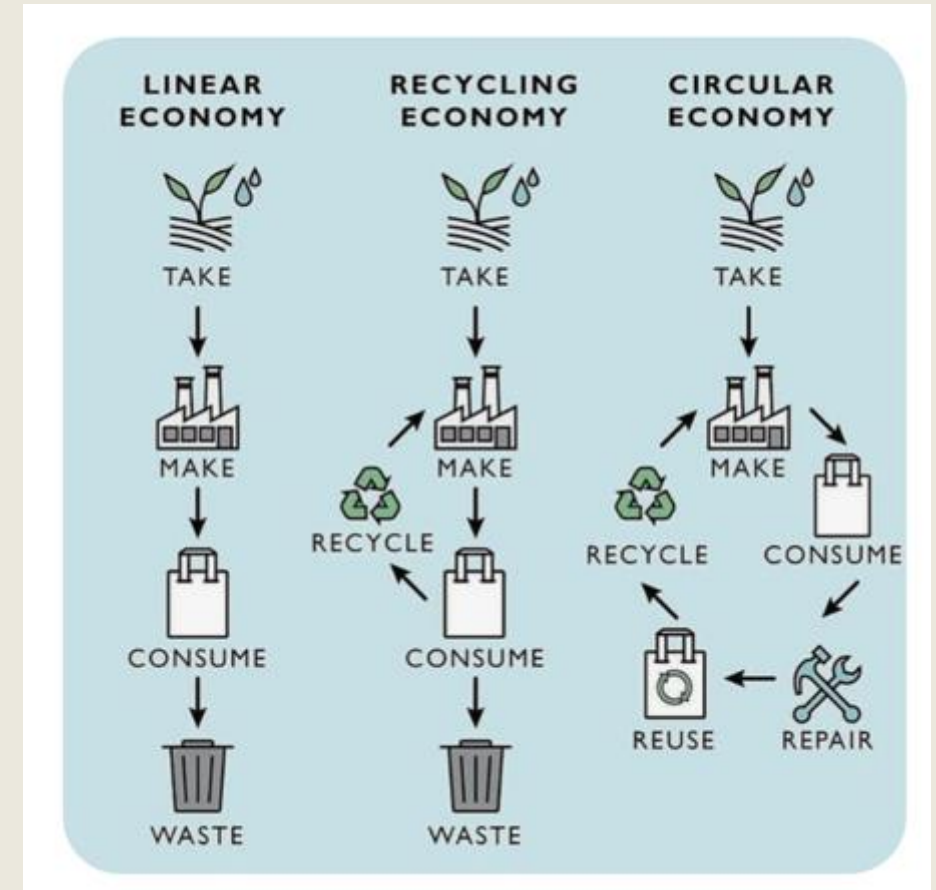 LINEAR
ECONOMY
TAKE
MAKE
CONSUME
WASTE
RECYCLING
ECONOMY
TAKE
MAKE
RECYCLE
CONSUME
WASTE
CIRCULAR
ECONOMY
TAKE
MAKE
CONSUME
REPAIR
REUSE
RECYCLE